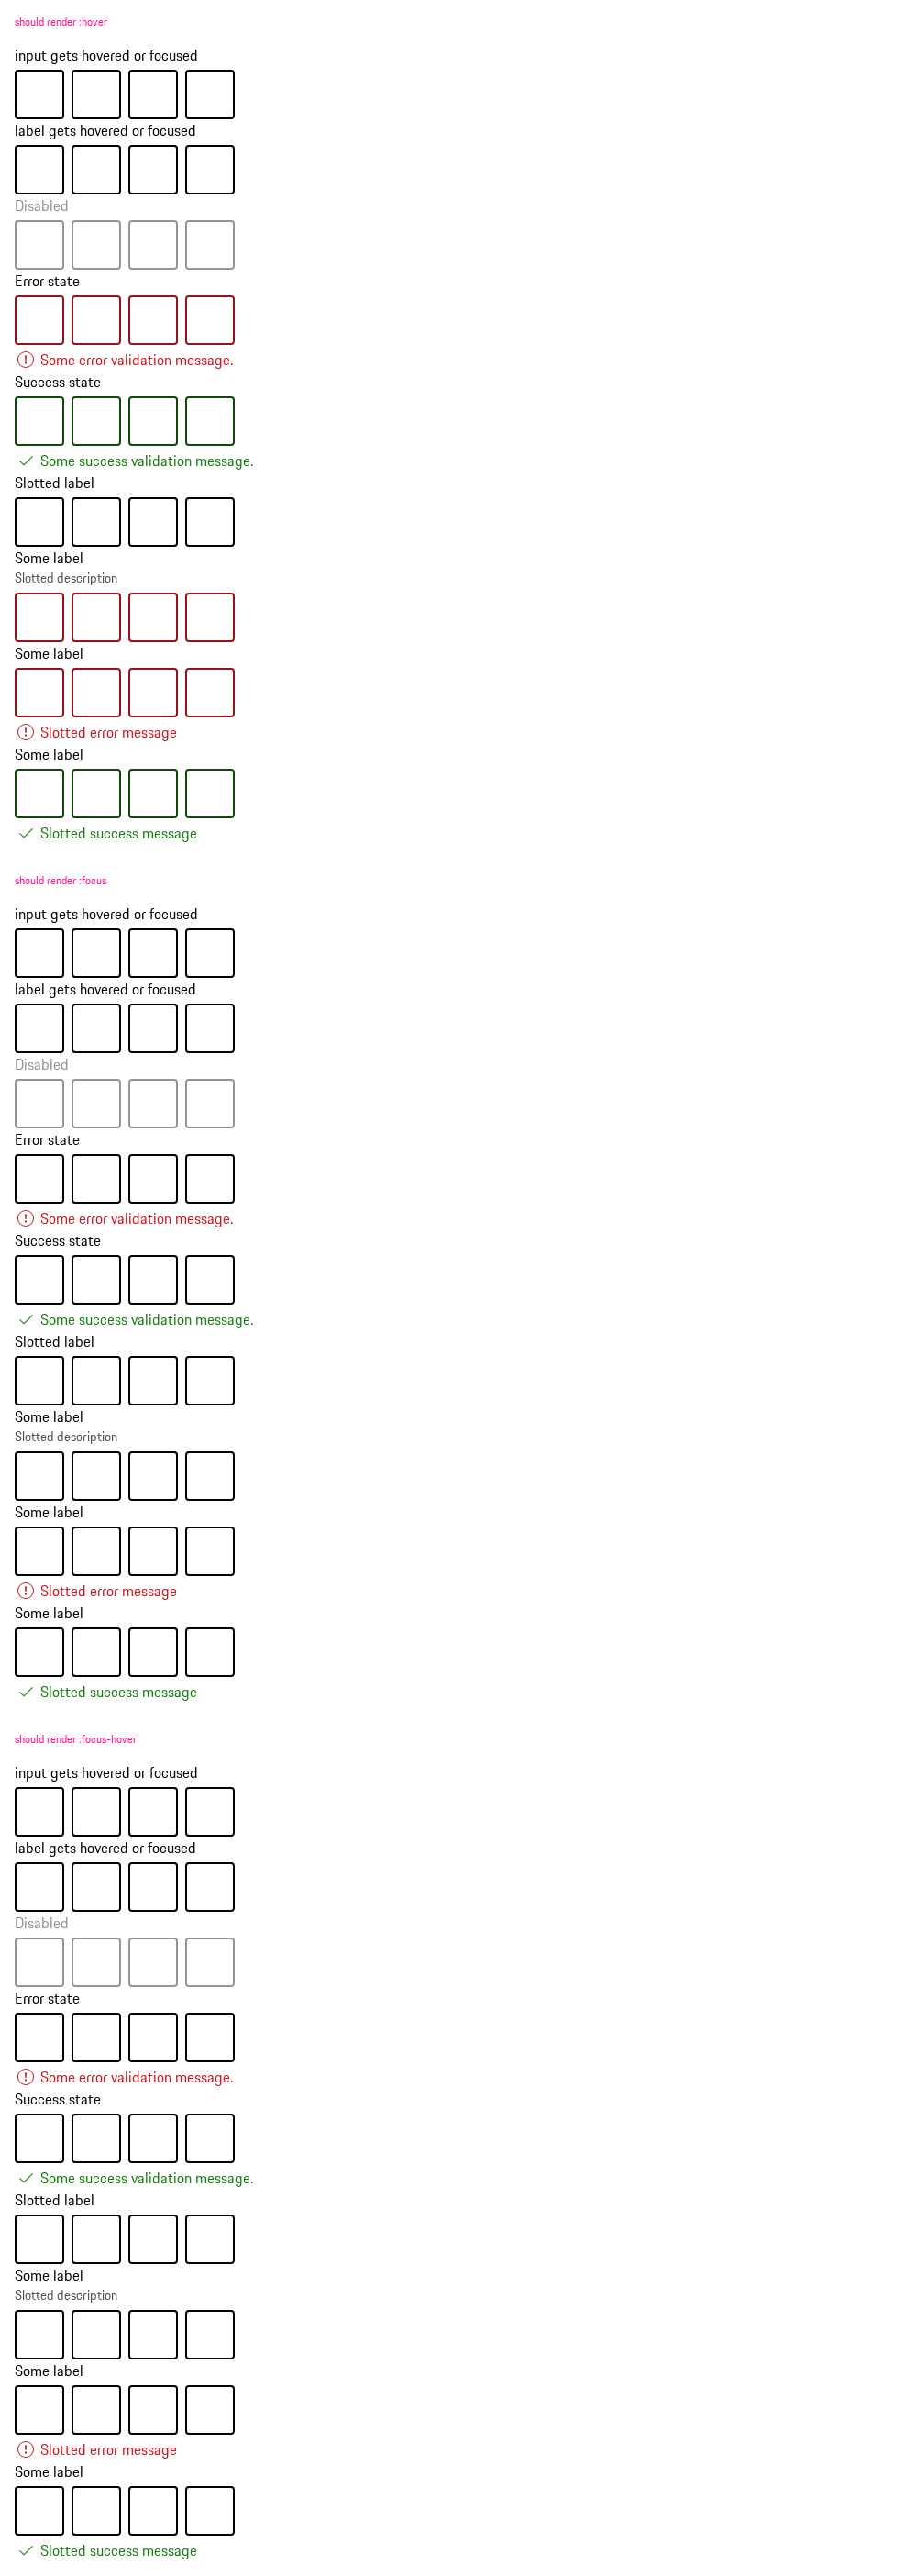 should render :hover
input gets hovered or focused
label gets hovered or focused
Disabled
Error state
Some error validation message.
Success state
Some success validation message.
Slotted label
Some label
Slotted description
Some label
Slotted error message
Some label
Slotted success message
should render :focus
input gets hovered or focused
label gets hovered or focused
Disabled
Error state
Some error validation message.
Success state
Some success validation message.
Slotted label
Some label
Slotted description
Some label
Slotted error message
Some label
Slotted success message
should render :focus-hover
input gets hovered or focused
label gets hovered or focused
Disabled
Error state
Some error validation message.
Success state
Some success validation message.
Slotted label
Some label
Slotted description
Some label
Slotted error message
Some label
Slotted success message